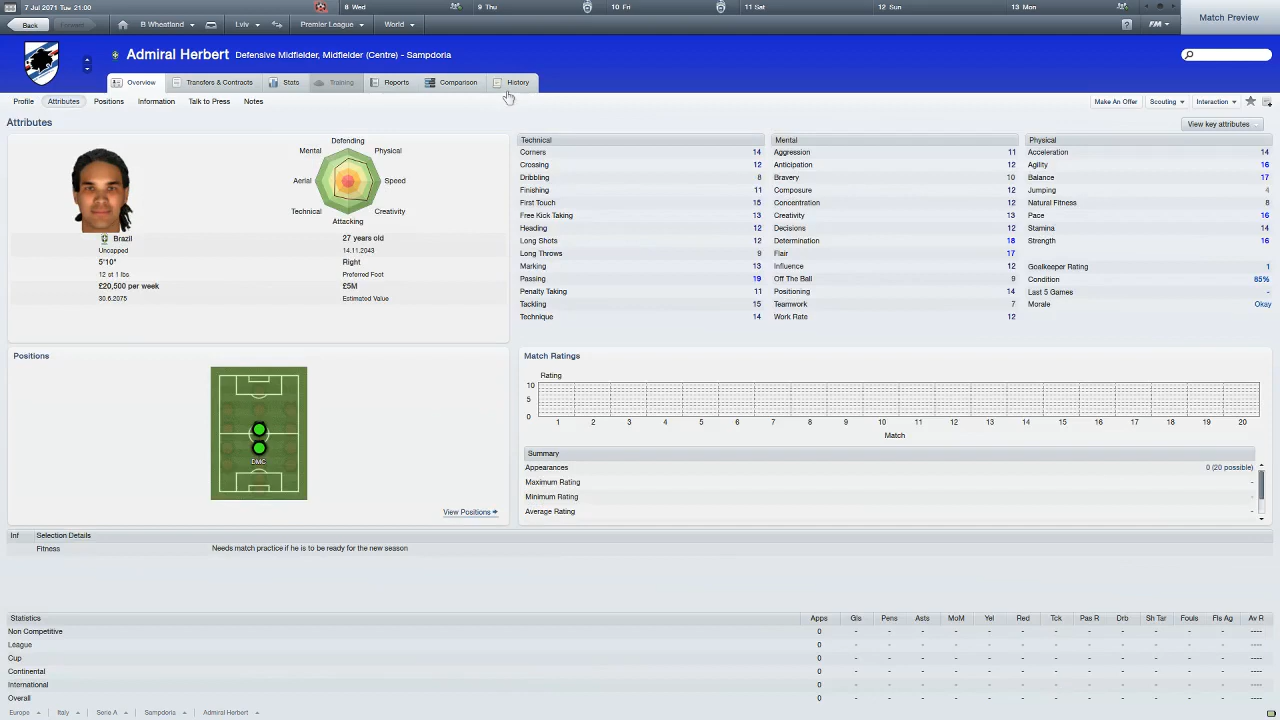 7 Jul 2071 Tue 21:00 8 Wed 9 Thu 10 Fri 11 Sat 12 Sun 13 Mon
Back B Wheatland Lviv Premier League World FM Match Preview
Admiral Herbert Defensive Midfielder, Midfielder (Centre) - Sampdoria
Overview Transfers & Contracts Stats Training Reports Comparison History
Profile Attributes Positions Information Talk to Press Notes Make An Offer Scouting Interaction
Attributes View key attributes
Defending
Mental Physical
Aerial Speed
Technical Creativity
Attacking
Brazil 27 years old
Uncapped 14.11.2043
5'10" Right
12 st 1 lbs Preferred Foot
£20,500 per week £5M
30.6.2075 Estimated Value
Technical Mental Physical
Corners 14 Aggression 11 Acceleration 14
Crossing 12 Anticipation 12 Agility 16
Dribbling 8 Bravery 10 Balance 17
Finishing 11 Composure 12 Jumping 4
First Touch 15 Concentration 12 Natural Fitness 8
Free Kick Taking 13 Creativity 13 Pace 16
Heading 12 Decisions 12 Stamina 14
Long Shots 12 Determination 18 Strength 16
Long Throws 9 Flair 17
Marking 13 Influence 12 Goalkeeper Rating 1
Passing 19 Off The Ball 9 Condition 85%
Penalty Taking 11 Positioning 14 Last 5 Games -
Tackling 15 Teamwork 7 Morale Okay
Technique 14 Work Rate 12
Positions
DMC
View Positions
Match Ratings
Rating
10
5
0
1 2 3 4 5 6 7 8 9 10 11 12 13 14 15 16 17 18 19 20
Match
Summary
Appearances 0 (20 possible)
Maximum Rating -
Minimum Rating -
Average Rating -
Inf Selection Details
Fitness Needs match practice if he is to be ready for the new season
Statistics Apps Gls Pens Asts MoM Yel Red Tck Pas R Drb Sh Tar Fouls Fls Ag Av R
Non Competitive 0 - - - - - - - - - - - - ----
League 0 - - - - - - - - - - - - ----
Cup 0 - - - - - - - - - - - - ----
Continental 0 - - - - - - - - - - - - ----
International 0 - - - - - - - - - - - - ----
Overall 0 - - - - - - - - - - - - ----
Europe Italy Serie A Sampdoria Admiral Herbert